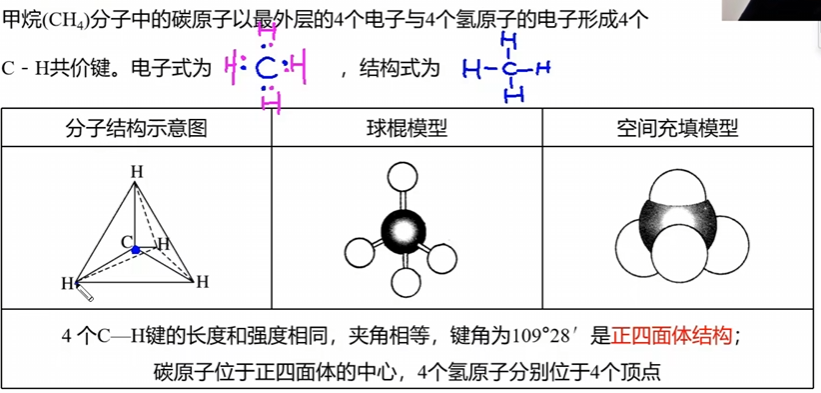 甲烷(CH₄)分子中的碳原子以最外层的4个电子与4个氢原子的电子形成4个
H
C - H共价键。电子式为 H:C:H ，结构式为 H-C-H
H
H
H
分子结构示意图 球棍模型 空间充填模型
H
C H
H H
4 个C—H键的长度和强度相同，夹角相等，键角为109°28′ 是正四面体结构；
碳原子位于正四面体的中心，4个氢原子分别位于4个顶点